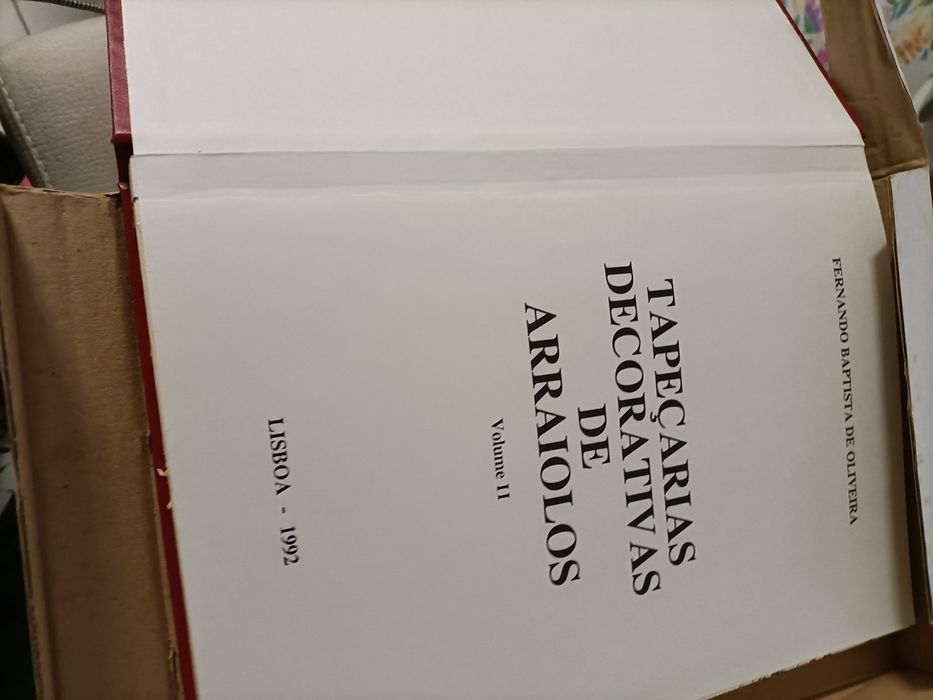 FERNANDO BAPTISTA DE OLIVEIRA
TAPEÇARIAS
DECORATIVAS
DE
ARRAIOLOS
Volume II
LISBOA - 1992